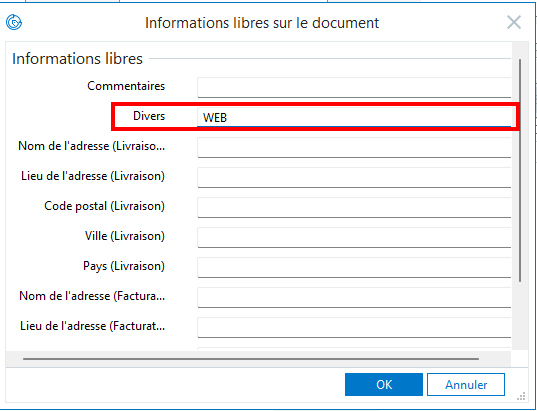 Informations libres sur le document
Informations libres
Commentaires
Divers WEB
Nom de l'adresse (Livraiso...
Lieu de l'adresse (Livraison)
Code postal (Livraison)
Ville (Livraison)
Pays (Livraison)
Nom de l'adresse (Factura...
Lieu de l'adresse (Facturat...
OK Annuler